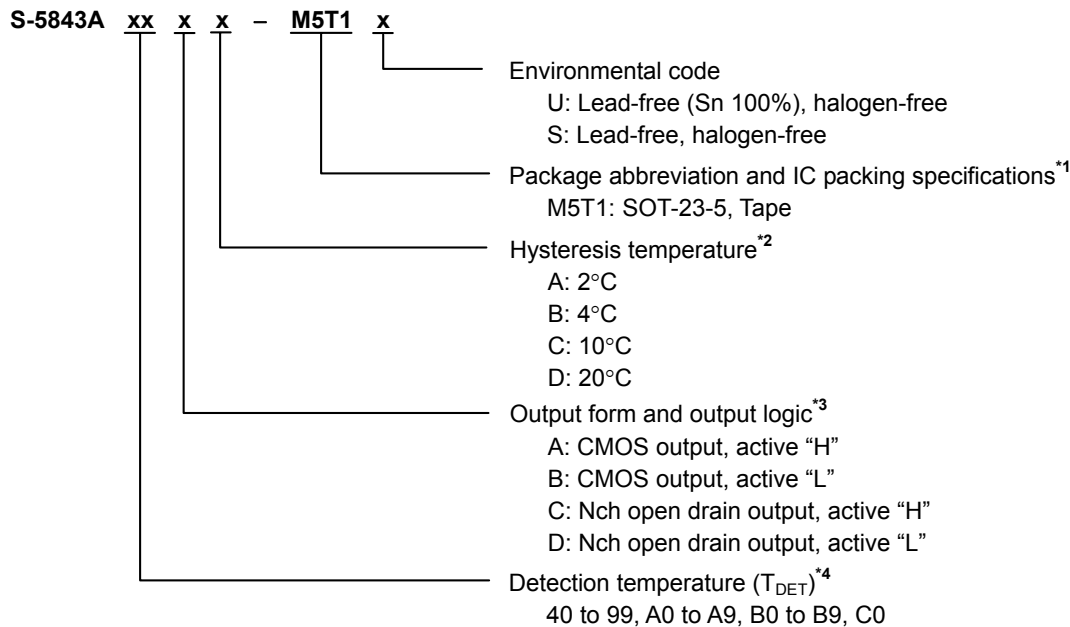 S-5843A xx x x – M5T1 x
Environmental code
U: Lead-free (Sn 100%), halogen-free
S: Lead-free, halogen-free
Package abbreviation and IC packing specifications*1
M5T1: SOT-23-5, Tape
Hysteresis temperature*2
A: 2°C
B: 4°C
C: 10°C
D: 20°C
Output form and output logic*3
A: CMOS output, active “H”
B: CMOS output, active “L”
C: Nch open drain output, active “H”
D: Nch open drain output, active “L”
Detection temperature (TDET)*4
40 to 99, A0 to A9, B0 to B9, C0